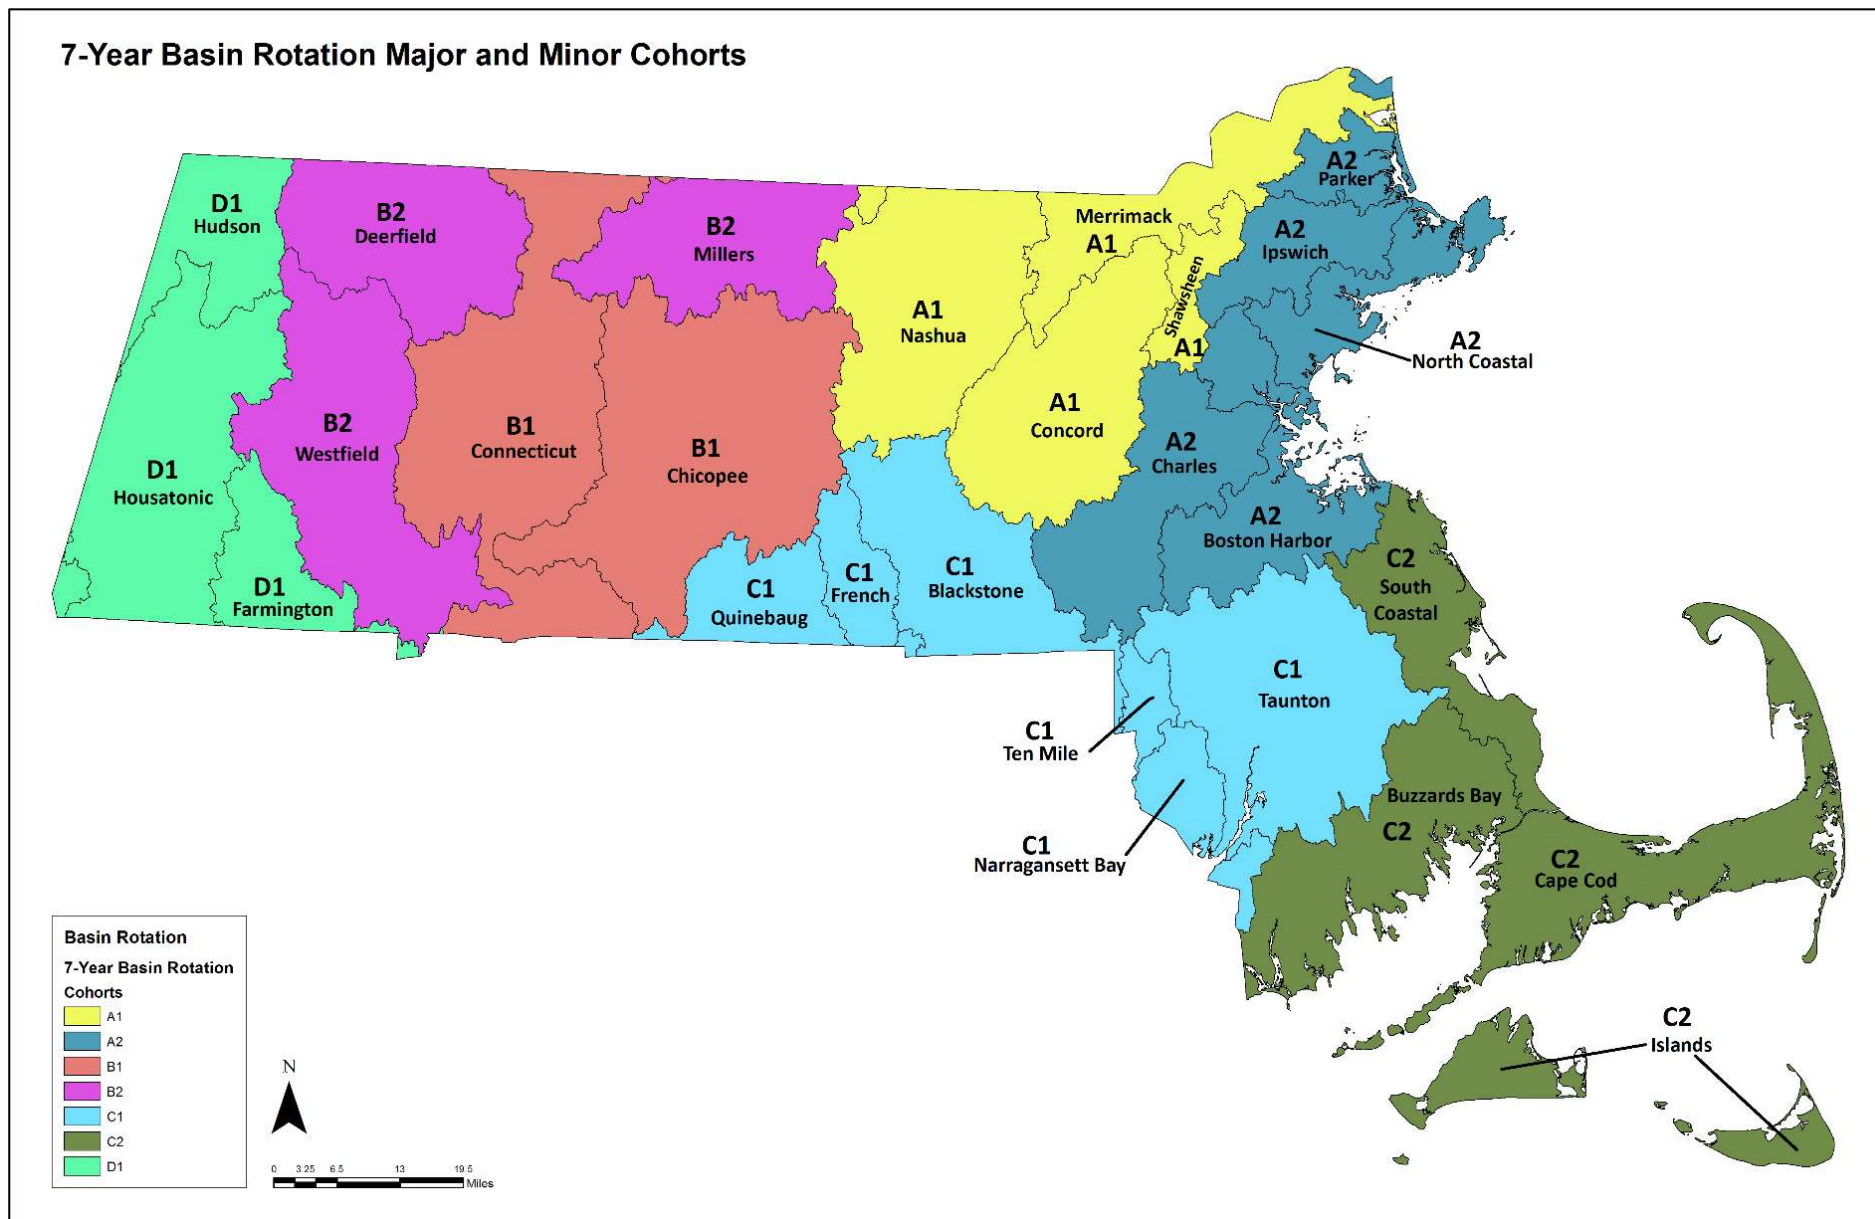 7-Year Basin Rotation Major and Minor Cohorts
A2
Parker
D1
Hudson
B2
Deerfield
B2
Millers
Merrimack
A1
A2
Ipswich
Shawsheen
A1
A1
Nashua
A2
North Coastal
A1
Concord
B2
Westfield
B1
Connecticut
B1
Chicopee
A2
Charles
D1
Housatonic
A2
Boston Harbor
D1
Farmington
C1
Quinebaug
C1
French
C1
Blackstone
C2
South
Coastal
C1
Taunton
C1
Ten Mile
Buzzards Bay
C2
C1
Narragansett Bay
C2
Cape Cod
C2
Islands
Basin Rotation
7-Year Basin Rotation
Cohorts
A1
A2
B1
B2
C1
C2
D1
N
0 3.25 6.5 13 19.5
Miles